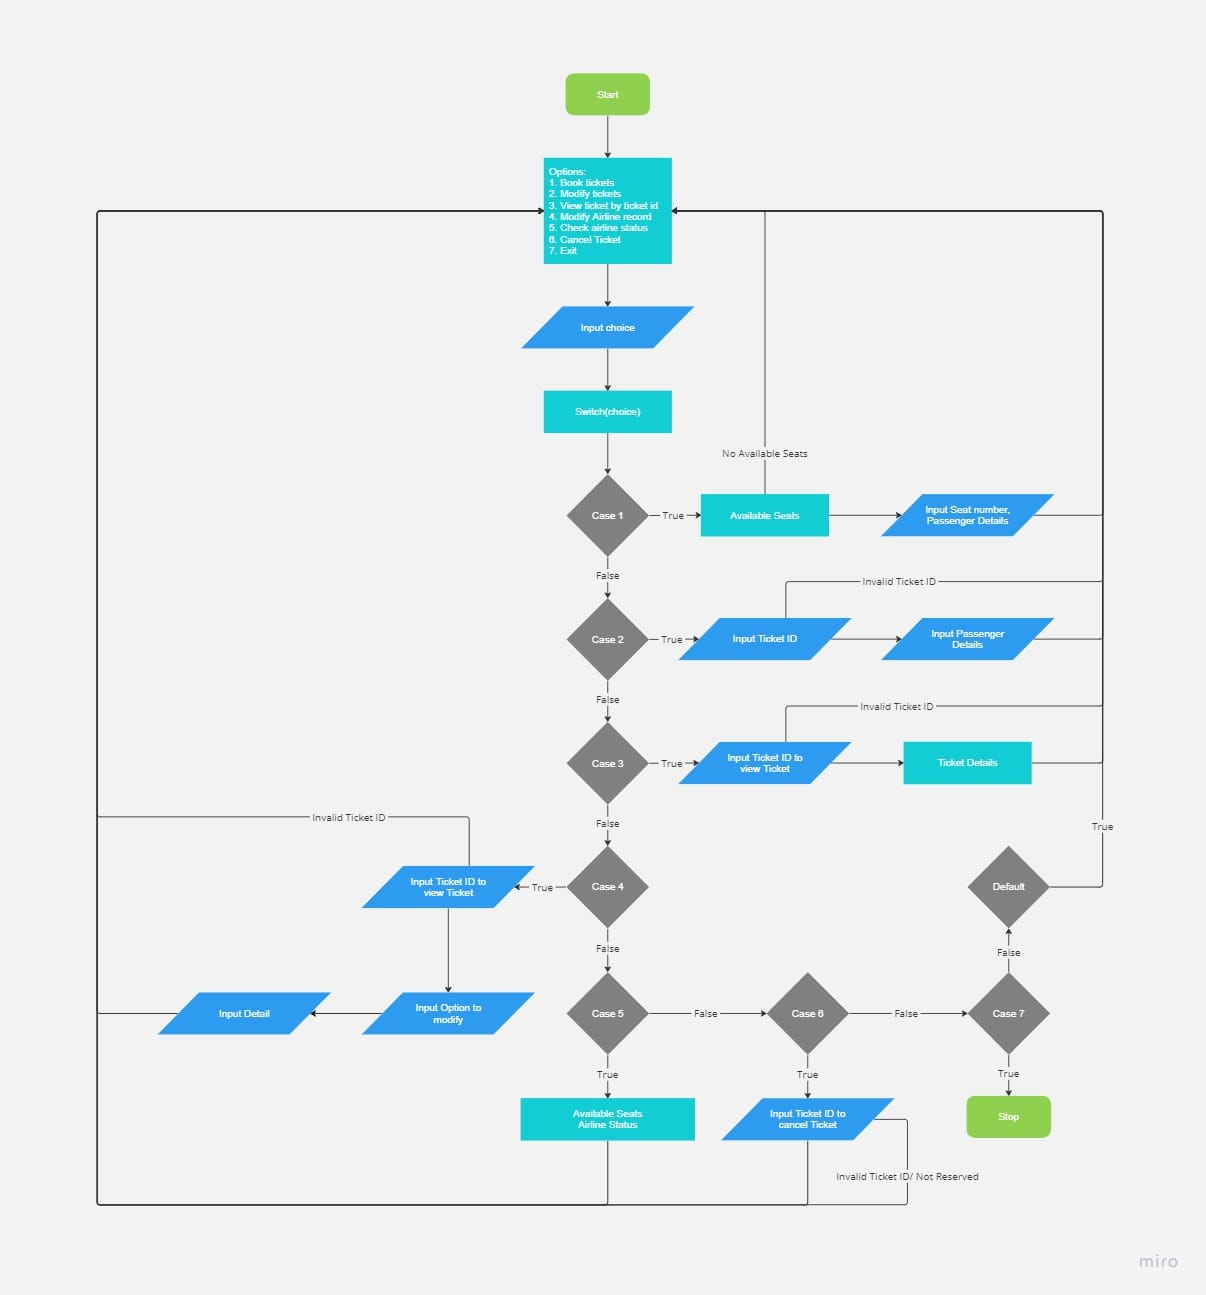 Start
Options:
1. Book tickets
2. Modify tickets
3. View ticket by ticket id
4. Modify Airline record
5. Check airline status
6. Cancel Ticket
7. Exit
Input choice
Switch(choice)
No Available Seats
Case 1
True
Available Seats
Input Seat number,
Passenger Details
False
Invalid Ticket ID
Case 2
True
Input Ticket ID
Input Passenger
Details
False
Invalid Ticket ID
Case 3
True
Input Ticket ID to
view Ticket
Ticket Details
Invalid Ticket ID
False
True
Input Ticket ID to
view Ticket
True
Case 4
Default
False
False
Input Detail
Input Option to
modify
Case 5
False
Case 6
False
Case 7
True
True
True
Available Seats
Airline Status
Input Ticket ID to
cancel Ticket
Stop
Invalid Ticket ID/ Not Reserved
miro